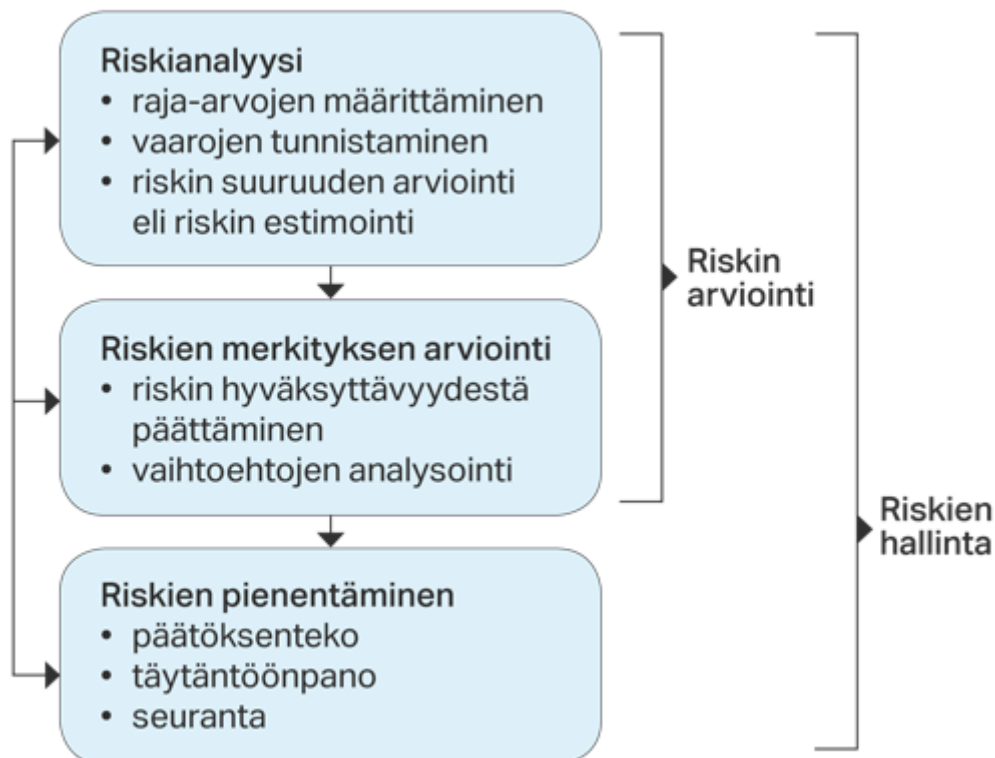 Riskianalyysi
• raja-arvojen määrittäminen
• vaarojen tunnistaminen
• riskin suuruuden arviointi
eli riskin estimointi
Riskin
arviointi
Riskien merkityksen arviointi
• riskin hyväksyttävyydestä
päättäminen
• vaihtoehtojen analysointi
Riskien
hallinta
Riskien pienentäminen
• päätöksenteko
• täytäntöönpano
• seuranta